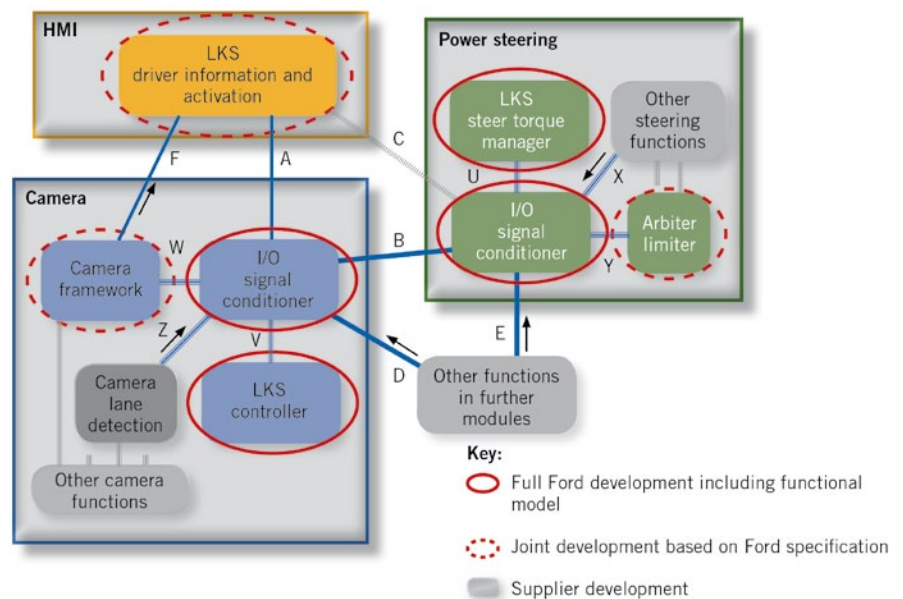 HMI
LKS
driver information and
activation
Power steering
LKS
steer torque
manager
Other
steering
functions
C
F
A
U
X
Camera
I/O
signal
conditioner
Arbiter
limiter
W
B
Y
Camera
framework
I/O
signal
conditioner
Z
V
E
D
Camera
lane
detection
LKS
controller
Other functions
in further
modules
Other camera
functions
Key:
Full Ford development including functional
model
Joint development based on Ford specification
Supplier development